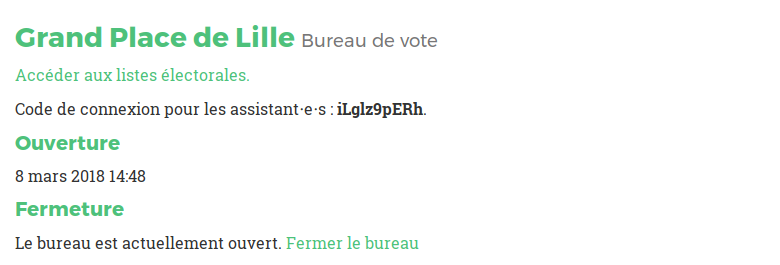 Grand Place de Lille Bureau de vote
Accéder aux listes électorales.
Code de connexion pour les assistant·e·s : iLglz9pERh.
Ouverture
8 mars 2018 14:48
Fermeture
Le bureau est actuellement ouvert. Fermer le bureau